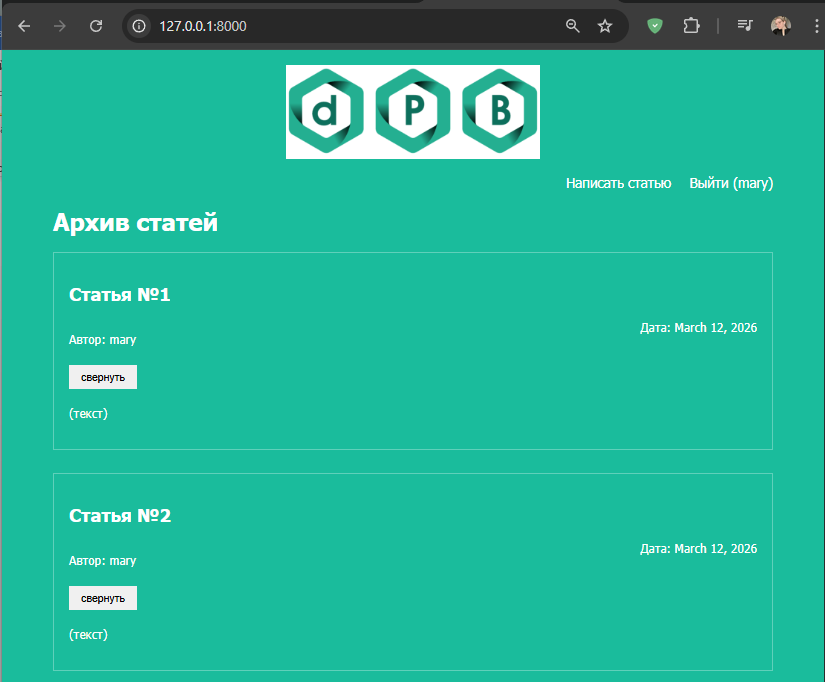 127.0.0.1:8000
d P B
Написать статью Выйти (mary)
Архив статей
Статья №1
Дата: March 12, 2026
Автор: mary
свернуть
(текст)
Статья №2
Дата: March 12, 2026
Автор: mary
свернуть
(текст)